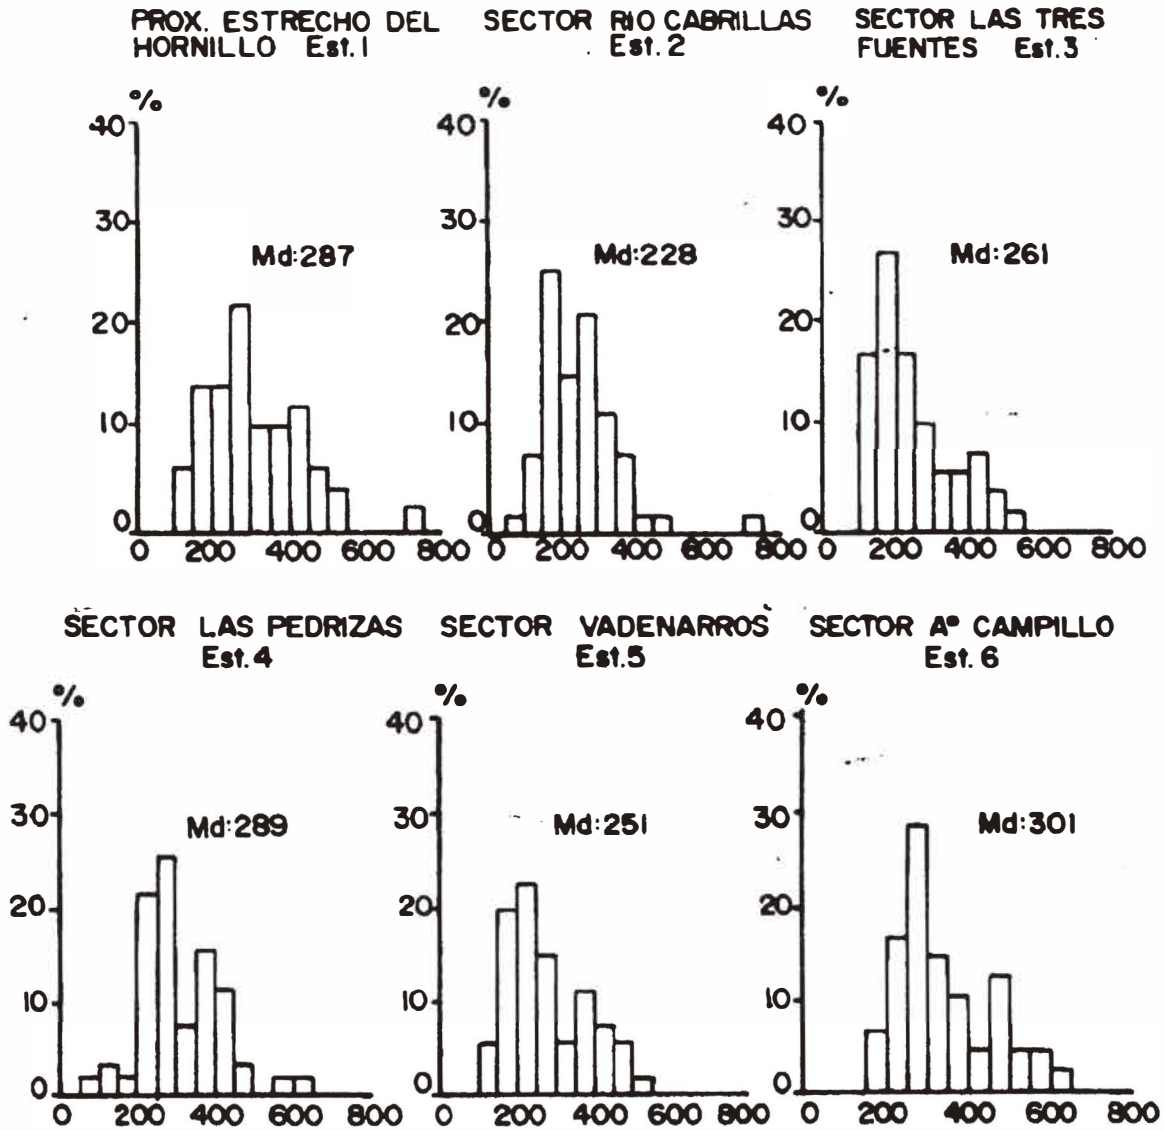 PROX. ESTRECHO DEL
HORNILLO Est.1
%
40
30
Md:287
20
10
0
0 200 400 600 800
SECTOR RIO CABRILLAS
Est.2
%
40
30
Md:228
20
10
0
0 200 400 600 800
SECTOR LAS TRES
FUENTES Est.3
%
40
30
Md:261
20
10
0
0 200 400 600 800
SECTOR LAS PEDRIZAS
Est.4
%
40
30
Md:289
20
10
0
0 200 400 600 800
SECTOR VADENARROS
Est.5
%
40
30
Md:251
20
10
0
0 200 400 600 800
SECTOR Aº CAMPILLO
Est.6
%
40
30
Md:301
20
10
0
0 200 400 600 800